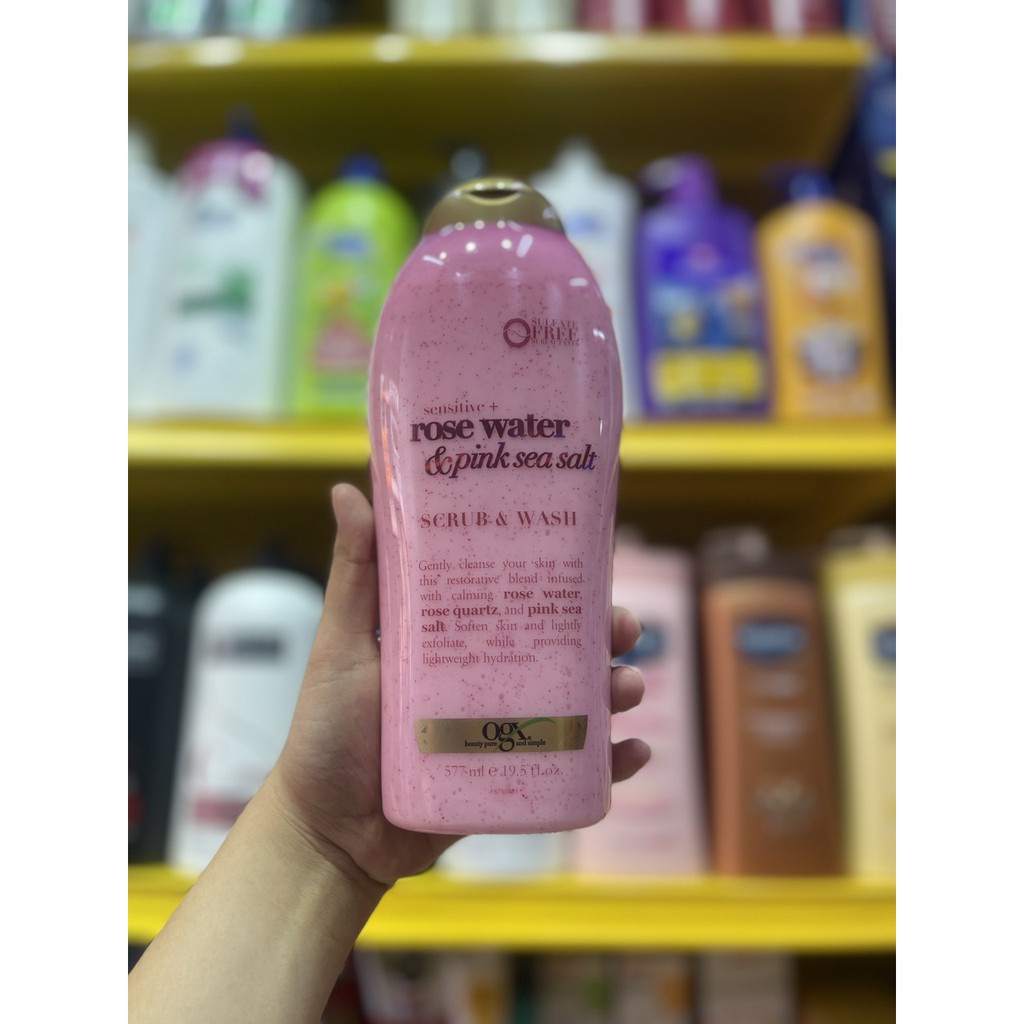 SULFATE
FREE
SURFACTANTS
sensitive +
rose water
& pink sea salt
SCRUB & WASH
Gently cleanse your skin with
this restorative blend infused
with calming rose water,
rose quartz, and pink sea
salt. Soften skin and lightly
exfoliate, while providing
lightweight hydration.
ogx
beauty pure and simple
577 ml e 19.5 fl. oz.